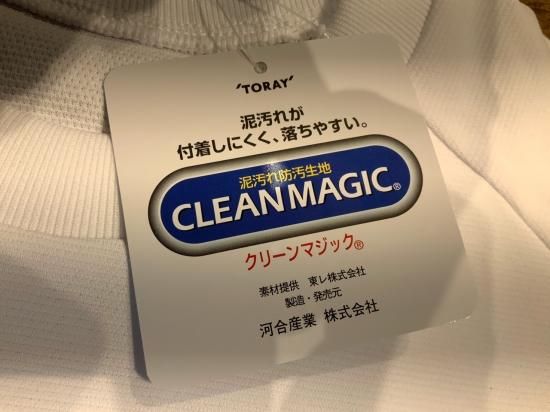 'TORAY'
泥汚れが
付着しにくく、落ちやすい。
泥汚れ防汚生地
CLEANMAGIC®
クリーンマジック®
素材提供 東レ株式会社
製造・発売元
河合産業 株式会社